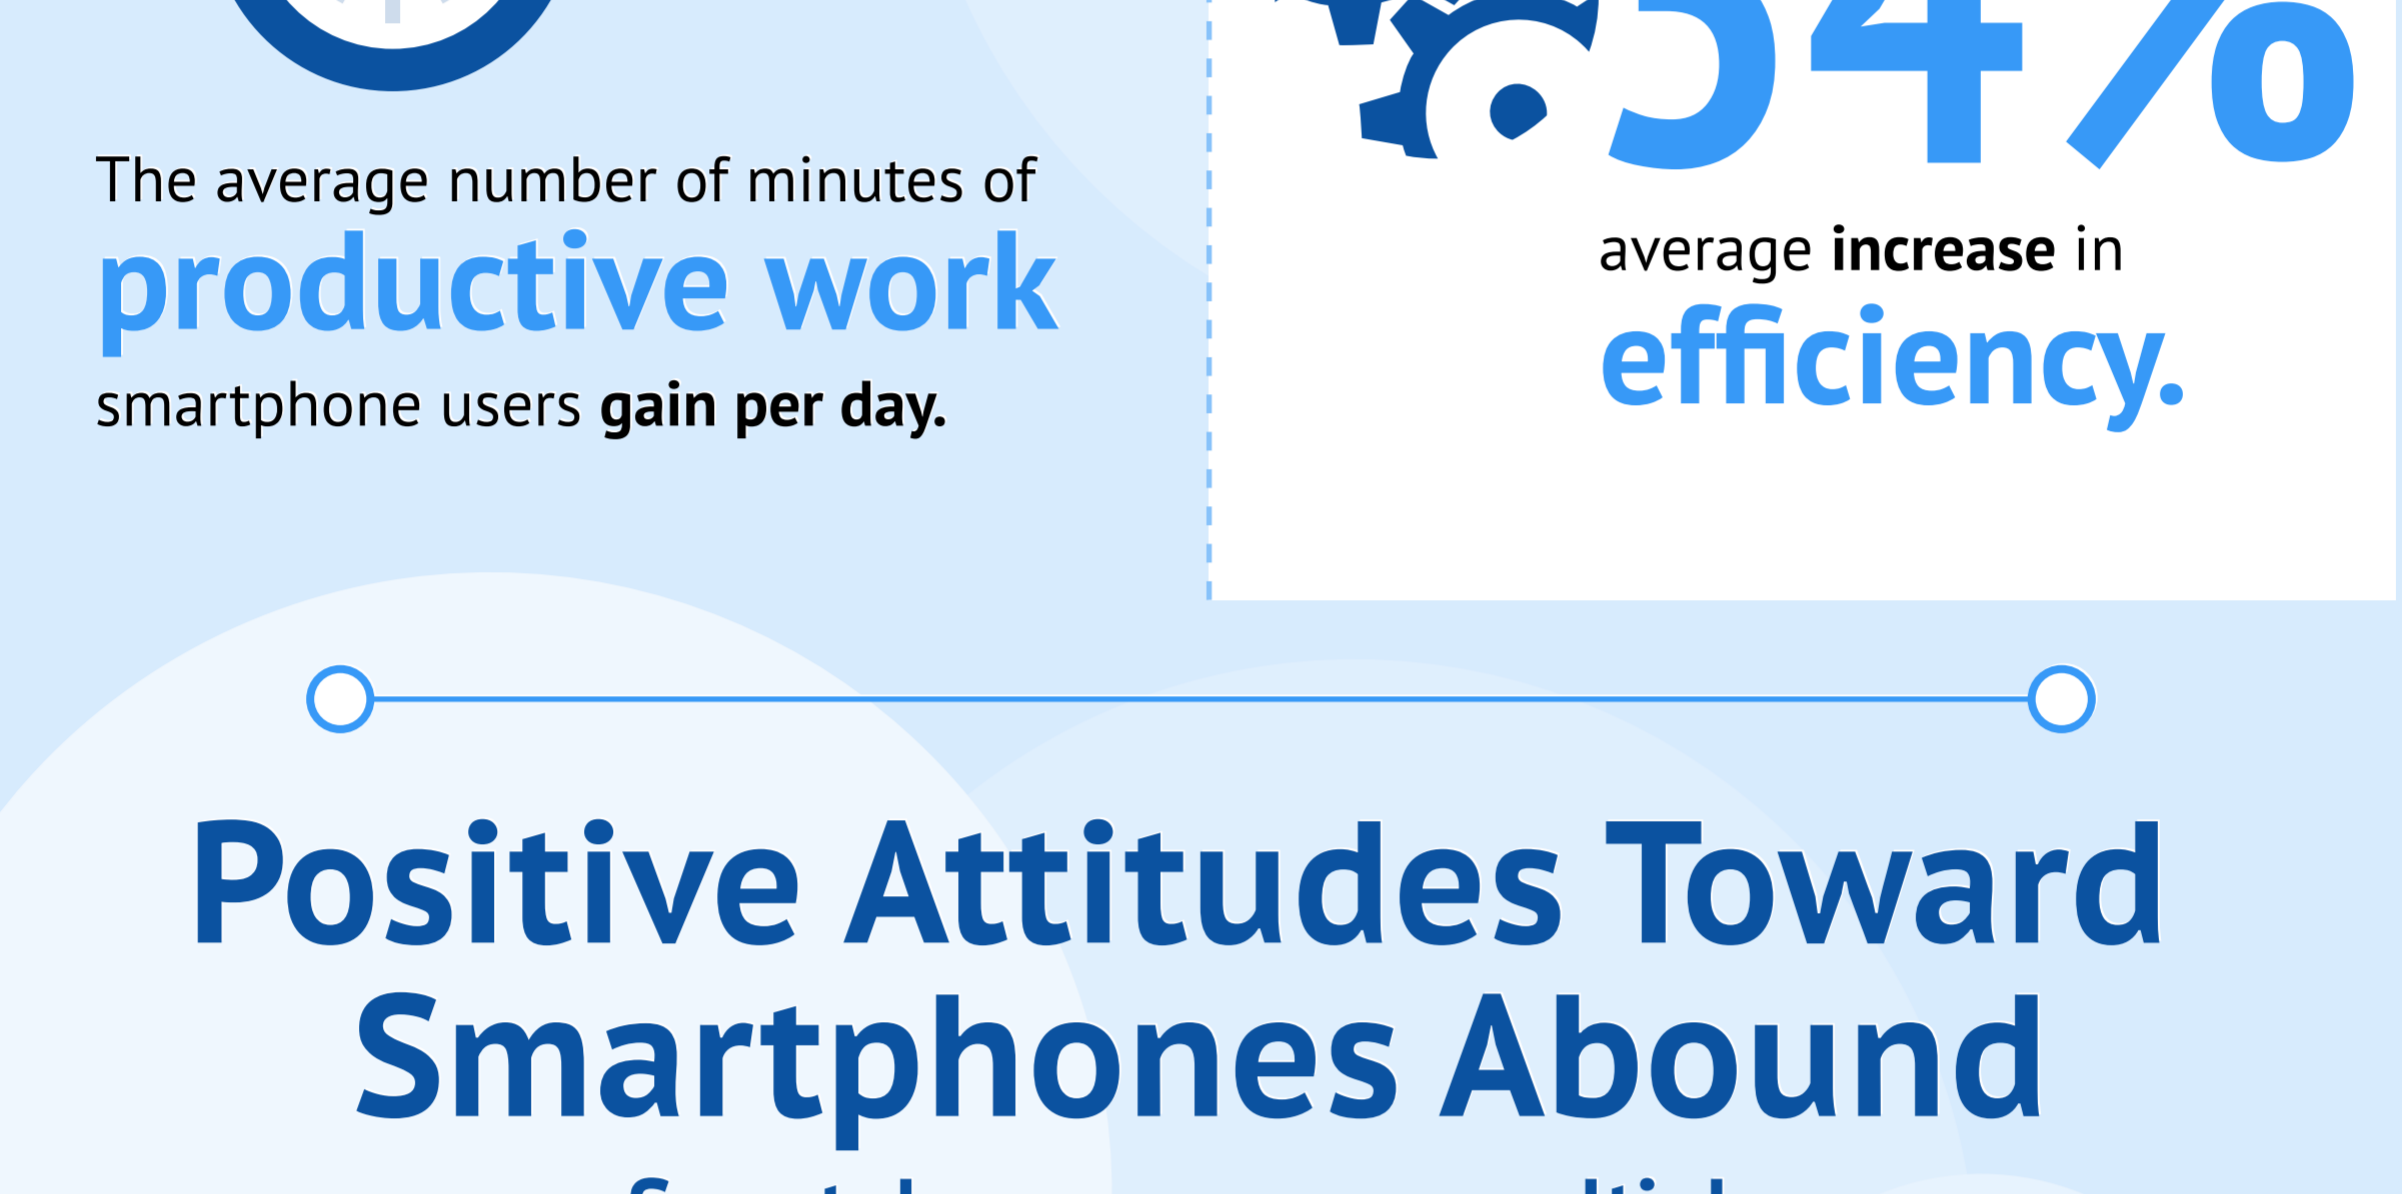 The average number of minutes of
productive work
smartphone users gain per day.
average increase in
efficiency.
Positive Attitudes Toward
Smartphones Abound